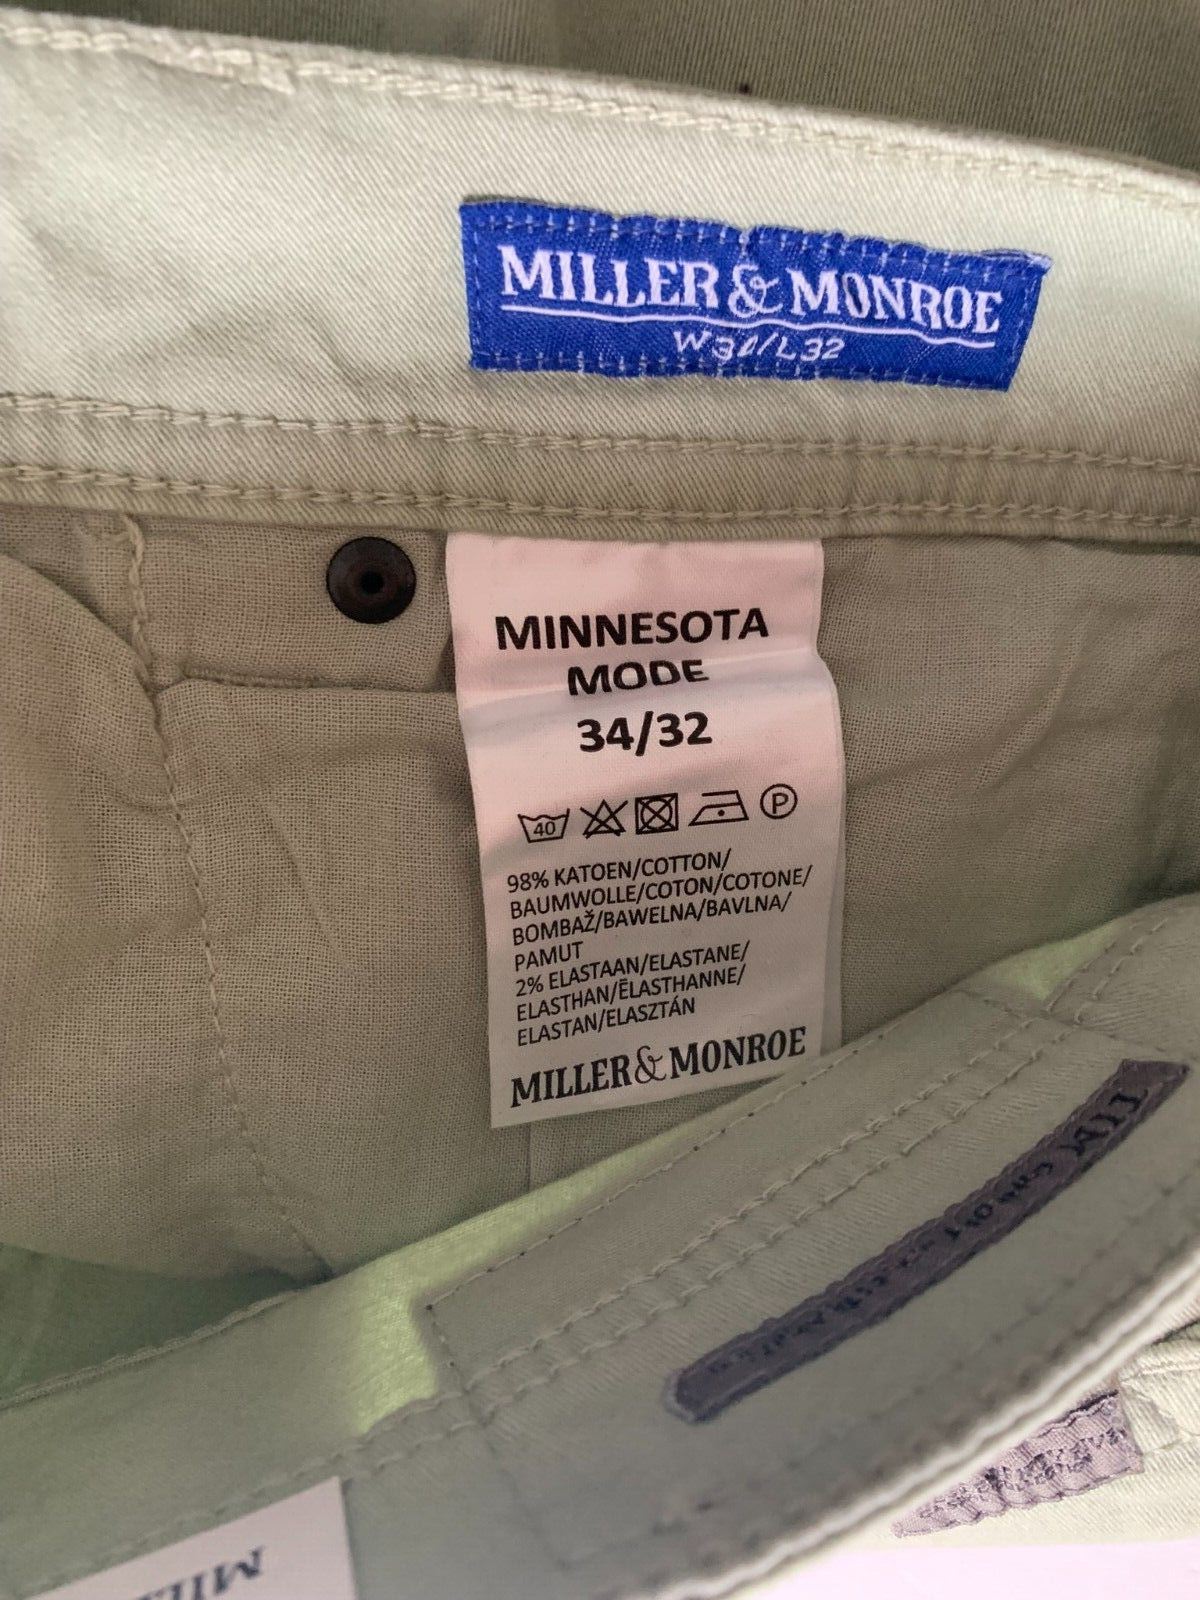 MILLER & MONROE
W34/L32
MINNESOTA
MODE
34/32
40
P
98% KATOEN/COTTON/
BAUMWOLLE/COTON/COTONE/
BOMBAŽ/BAWELNA/BAVLNA/
PAMUT
2% ELASTAAN/ELASTANE/
ELASTHAN/ĒLASTHANNE/
ELASTAN/ELASZTÁN
MILLER & MONROE